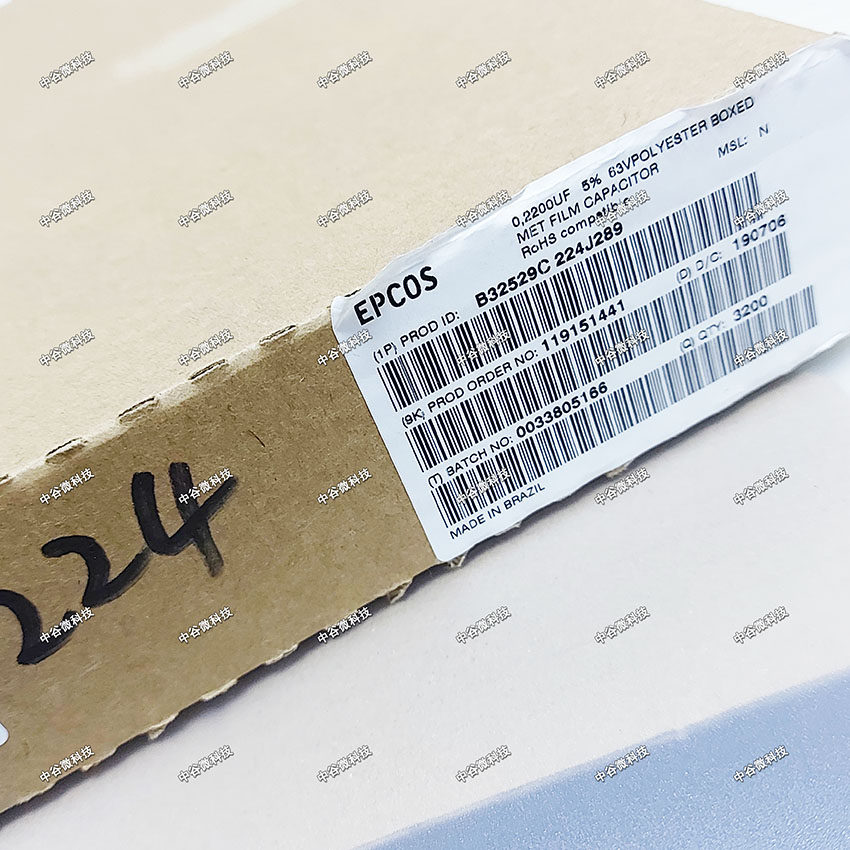 0,2200UF 5% 63VPOLYESTER BOXED
MET FILM CAPACITOR
RoHS compatible
MSL: N
EPCOS
(1P) PROD ID: B32529C 224J289
(9K) PROD ORDER NO: 119151441
(D) D/C: 190706
(T) BATCH NO: 0033805166
(Q) QTY: 3200
MADE IN BRAZIL
224
中谷微科技